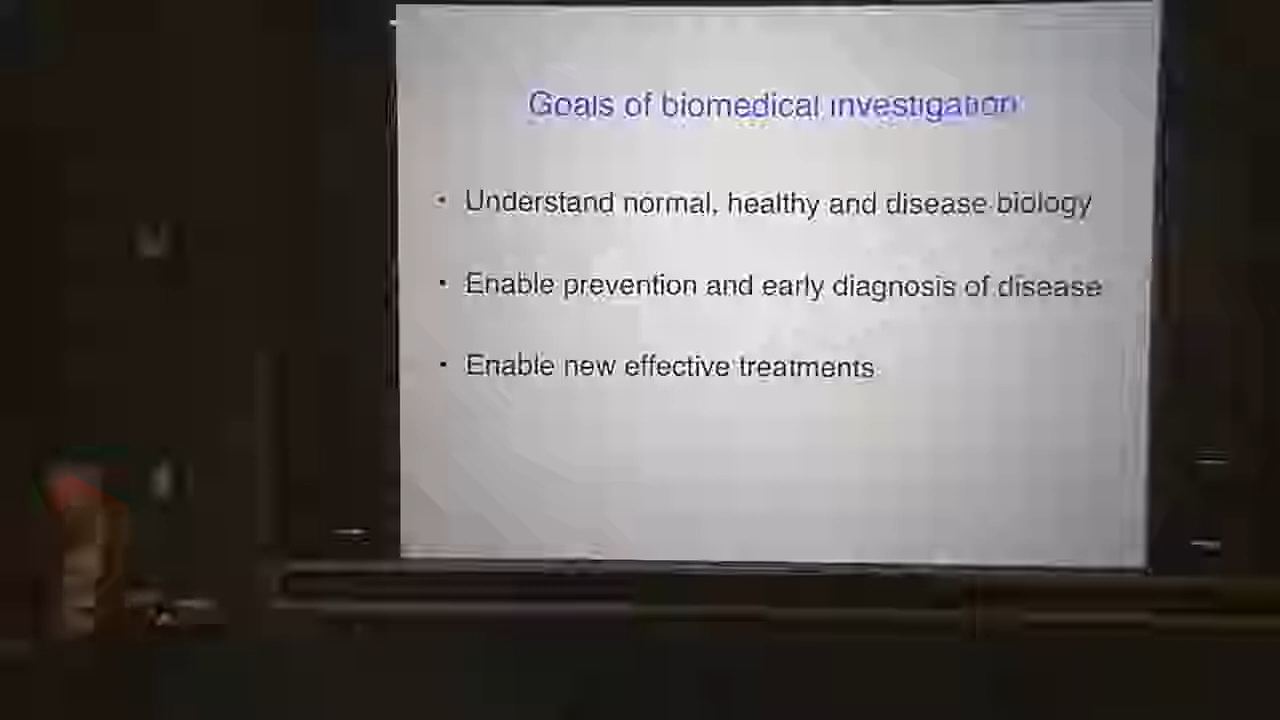 Goals of biomedical investigation
• Understand normal, healthy and disease biology
• Enable prevention and early diagnosis of disease
• Enable new effective treatments